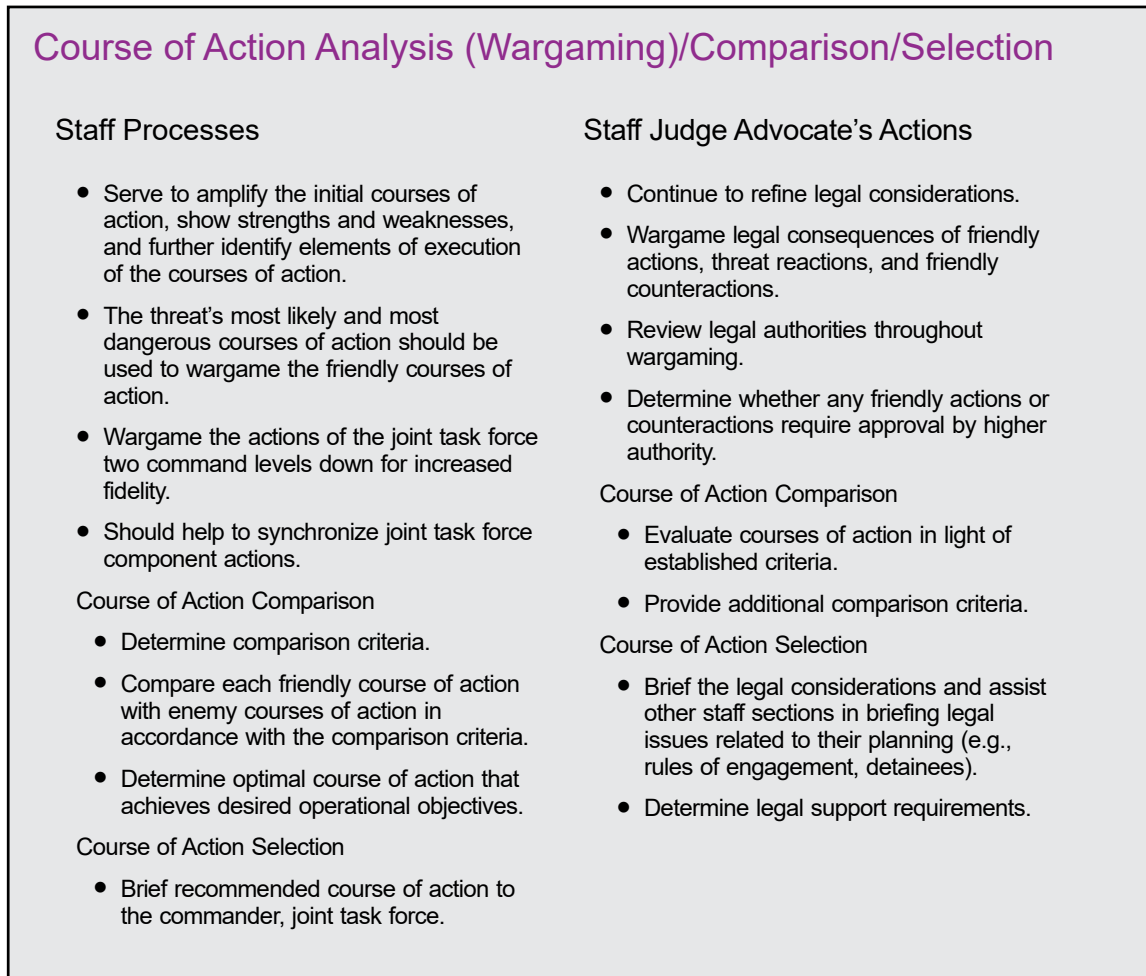 Course of Action Analysis (Wargaming)/Comparison/Selection
Staff Processes
• Serve to amplify the initial courses of
action, show strengths and weaknesses,
and further identify elements of execution
of the courses of action.
• The threat’s most likely and most
dangerous courses of action should be
used to wargame the friendly courses of
action.
• Wargame the actions of the joint task force
two command levels down for increased
fidelity.
• Should help to synchronize joint task force
component actions.
Course of Action Comparison
• Determine comparison criteria.
• Compare each friendly course of action
with enemy courses of action in
accordance with the comparison criteria.
• Determine optimal course of action that
achieves desired operational objectives.
Course of Action Selection
• Brief recommended course of action to
the commander, joint task force.
Staff Judge Advocate’s Actions
• Continue to refine legal considerations.
• Wargame legal consequences of friendly
actions, threat reactions, and friendly
counteractions.
• Review legal authorities throughout
wargaming.
• Determine whether any friendly actions or
counteractions require approval by higher
authority.
Course of Action Comparison
• Evaluate courses of action in light of
established criteria.
• Provide additional comparison criteria.
Course of Action Selection
• Brief the legal considerations and assist
other staff sections in briefing legal
issues related to their planning (e.g.,
rules of engagement, detainees).
• Determine legal support requirements.